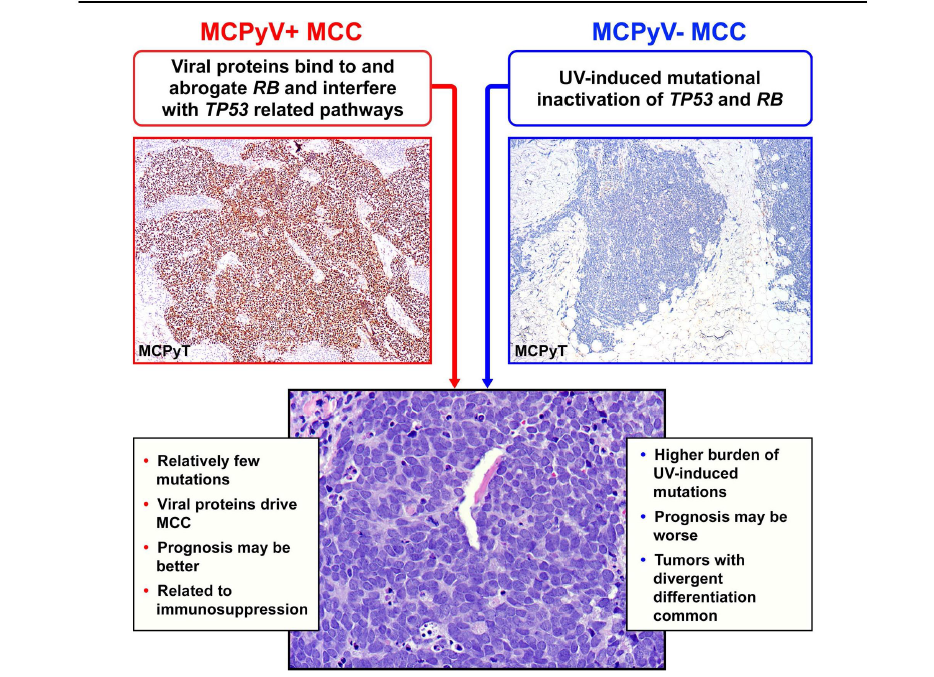 MCPyV+ MCC
Viral proteins bind to and
abrogate RB and interfere
with TP53 related pathways
MCPyT
MCPyV- MCC
UV-induced mutational
inactivation of TP53 and RB
MCPyT
• Relatively few
mutations
• Viral proteins drive
MCC
• Prognosis may be
better
• Related to
immunosuppression
• Higher burden of
UV-induced
mutations
• Prognosis may be
worse
• Tumors with
divergent
differentiation
common